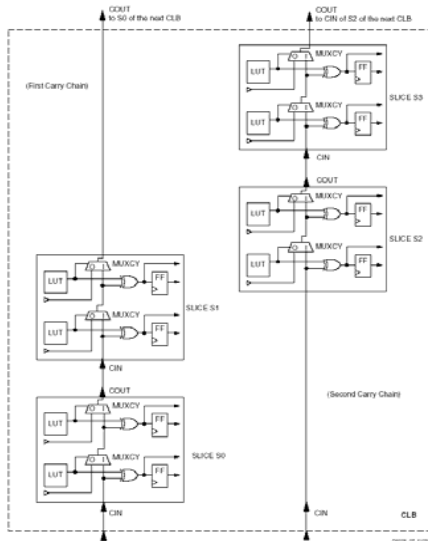 COUT
to S0 of the next CLB
COUT
to CIN of S2 of the next CLB
(First Carry Chain)
O I MUXCY
LUT
FF
SLICE S3
O I MUXCY
LUT
FF
CIN
COUT
O I MUXCY
LUT
FF
SLICE S2
O I MUXCY
LUT
FF
O I MUXCY
LUT
FF
SLICE S1
O I MUXCY
LUT
FF
CIN
COUT
(Second Carry Chain)
O I MUXCY
LUT
FF
SLICE S0
O I MUXCY
LUT
FF
CIN
CIN
CLB